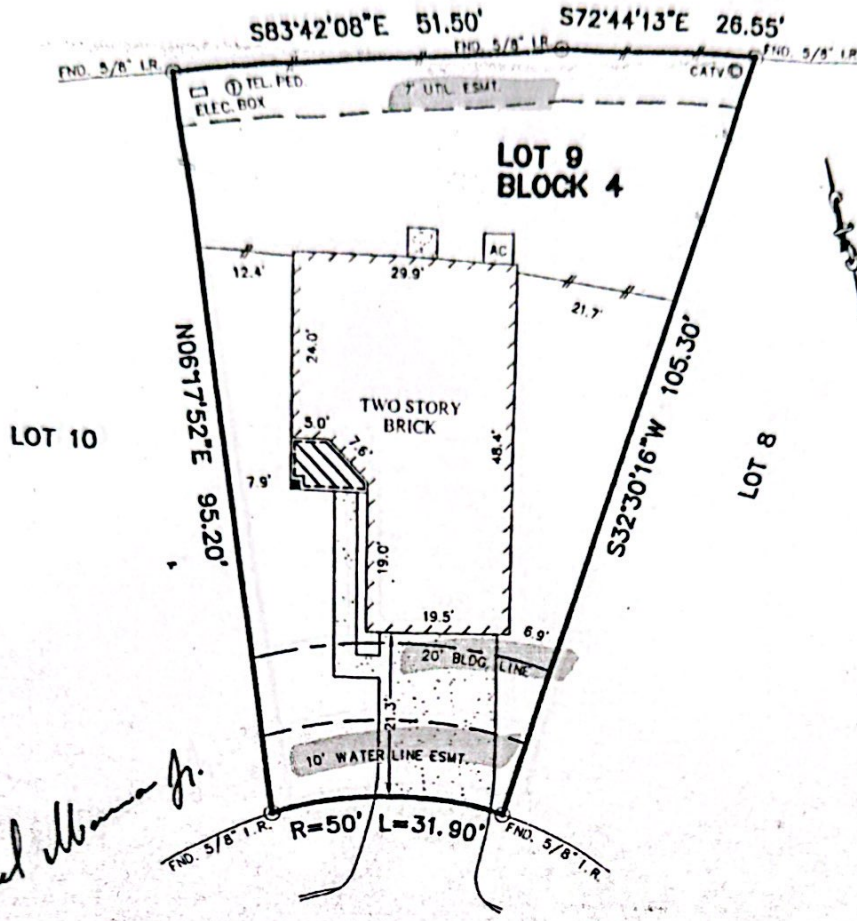 S83°42'08"E 51.50'
S72°44'13"E 26.55'
FND. 5/8" I.R.
FND. 5/8" I.R.
FND. 5/8" I.R.
TEL. PED.
ELEC. BOX
7' UTIL. ESMT.
CATV
LOT 9
BLOCK 4
AC
12.4'
29.9'
21.7'
N06°17'52"E 95.20'
24.0'
TWO STORY
BRICK
48.4'
S32°30'16"W 105.30'
LOT 10
LOT 8
5.0'
7.6'
7.9'
19.0'
19.5'
6.9'
20' BLDG. LINE
21.3'
10' WATER LINE ESMT.
Jr.
FND. 5/8" I.R.
R=50' L=31.90'
FND. 5/8" I.R.